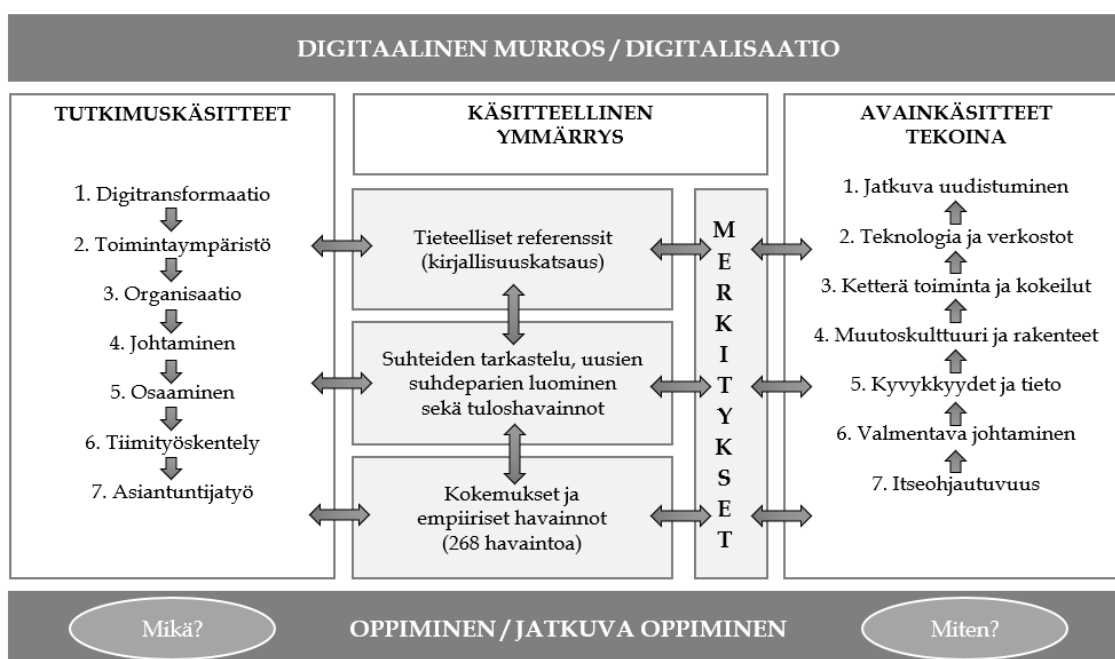 DIGITAALINEN MURROS / DIGITALISAATIO
TUTKIMUSKÄSITTEET
1. Digitransformaatio
2. Toimintaympäristö
3. Organisaatio
4. Johtaminen
5. Osaaminen
6. Tiimityöskentely
7. Asiantuntijatyö
KÄSITTEELLINEN
YMMÄRRYS
Tieteelliset referenssit
(kirjallisuuskatsaus)
Suhteiden tarkastelu, uusien
suhdeparien luominen
sekä tuloshavainnot
Kokemukset ja
empiiriset havainnot
(268 havaintoa)
M
E
R
K
I
T
Y
K
S
E
T
AVAINKÄSITTEET
TEKOINA
1. Jatkuva uudistuminen
2. Teknologia ja verkostot
3. Ketterä toiminta ja kokeilut
4. Muutoskulttuuri ja rakenteet
5. Kyvykkyydet ja tieto
6. Valmentava johtaminen
7. Itseohjautuvuus
Mikä?
OPPIMINEN / JATKUVA OPPIMINEN
Miten?